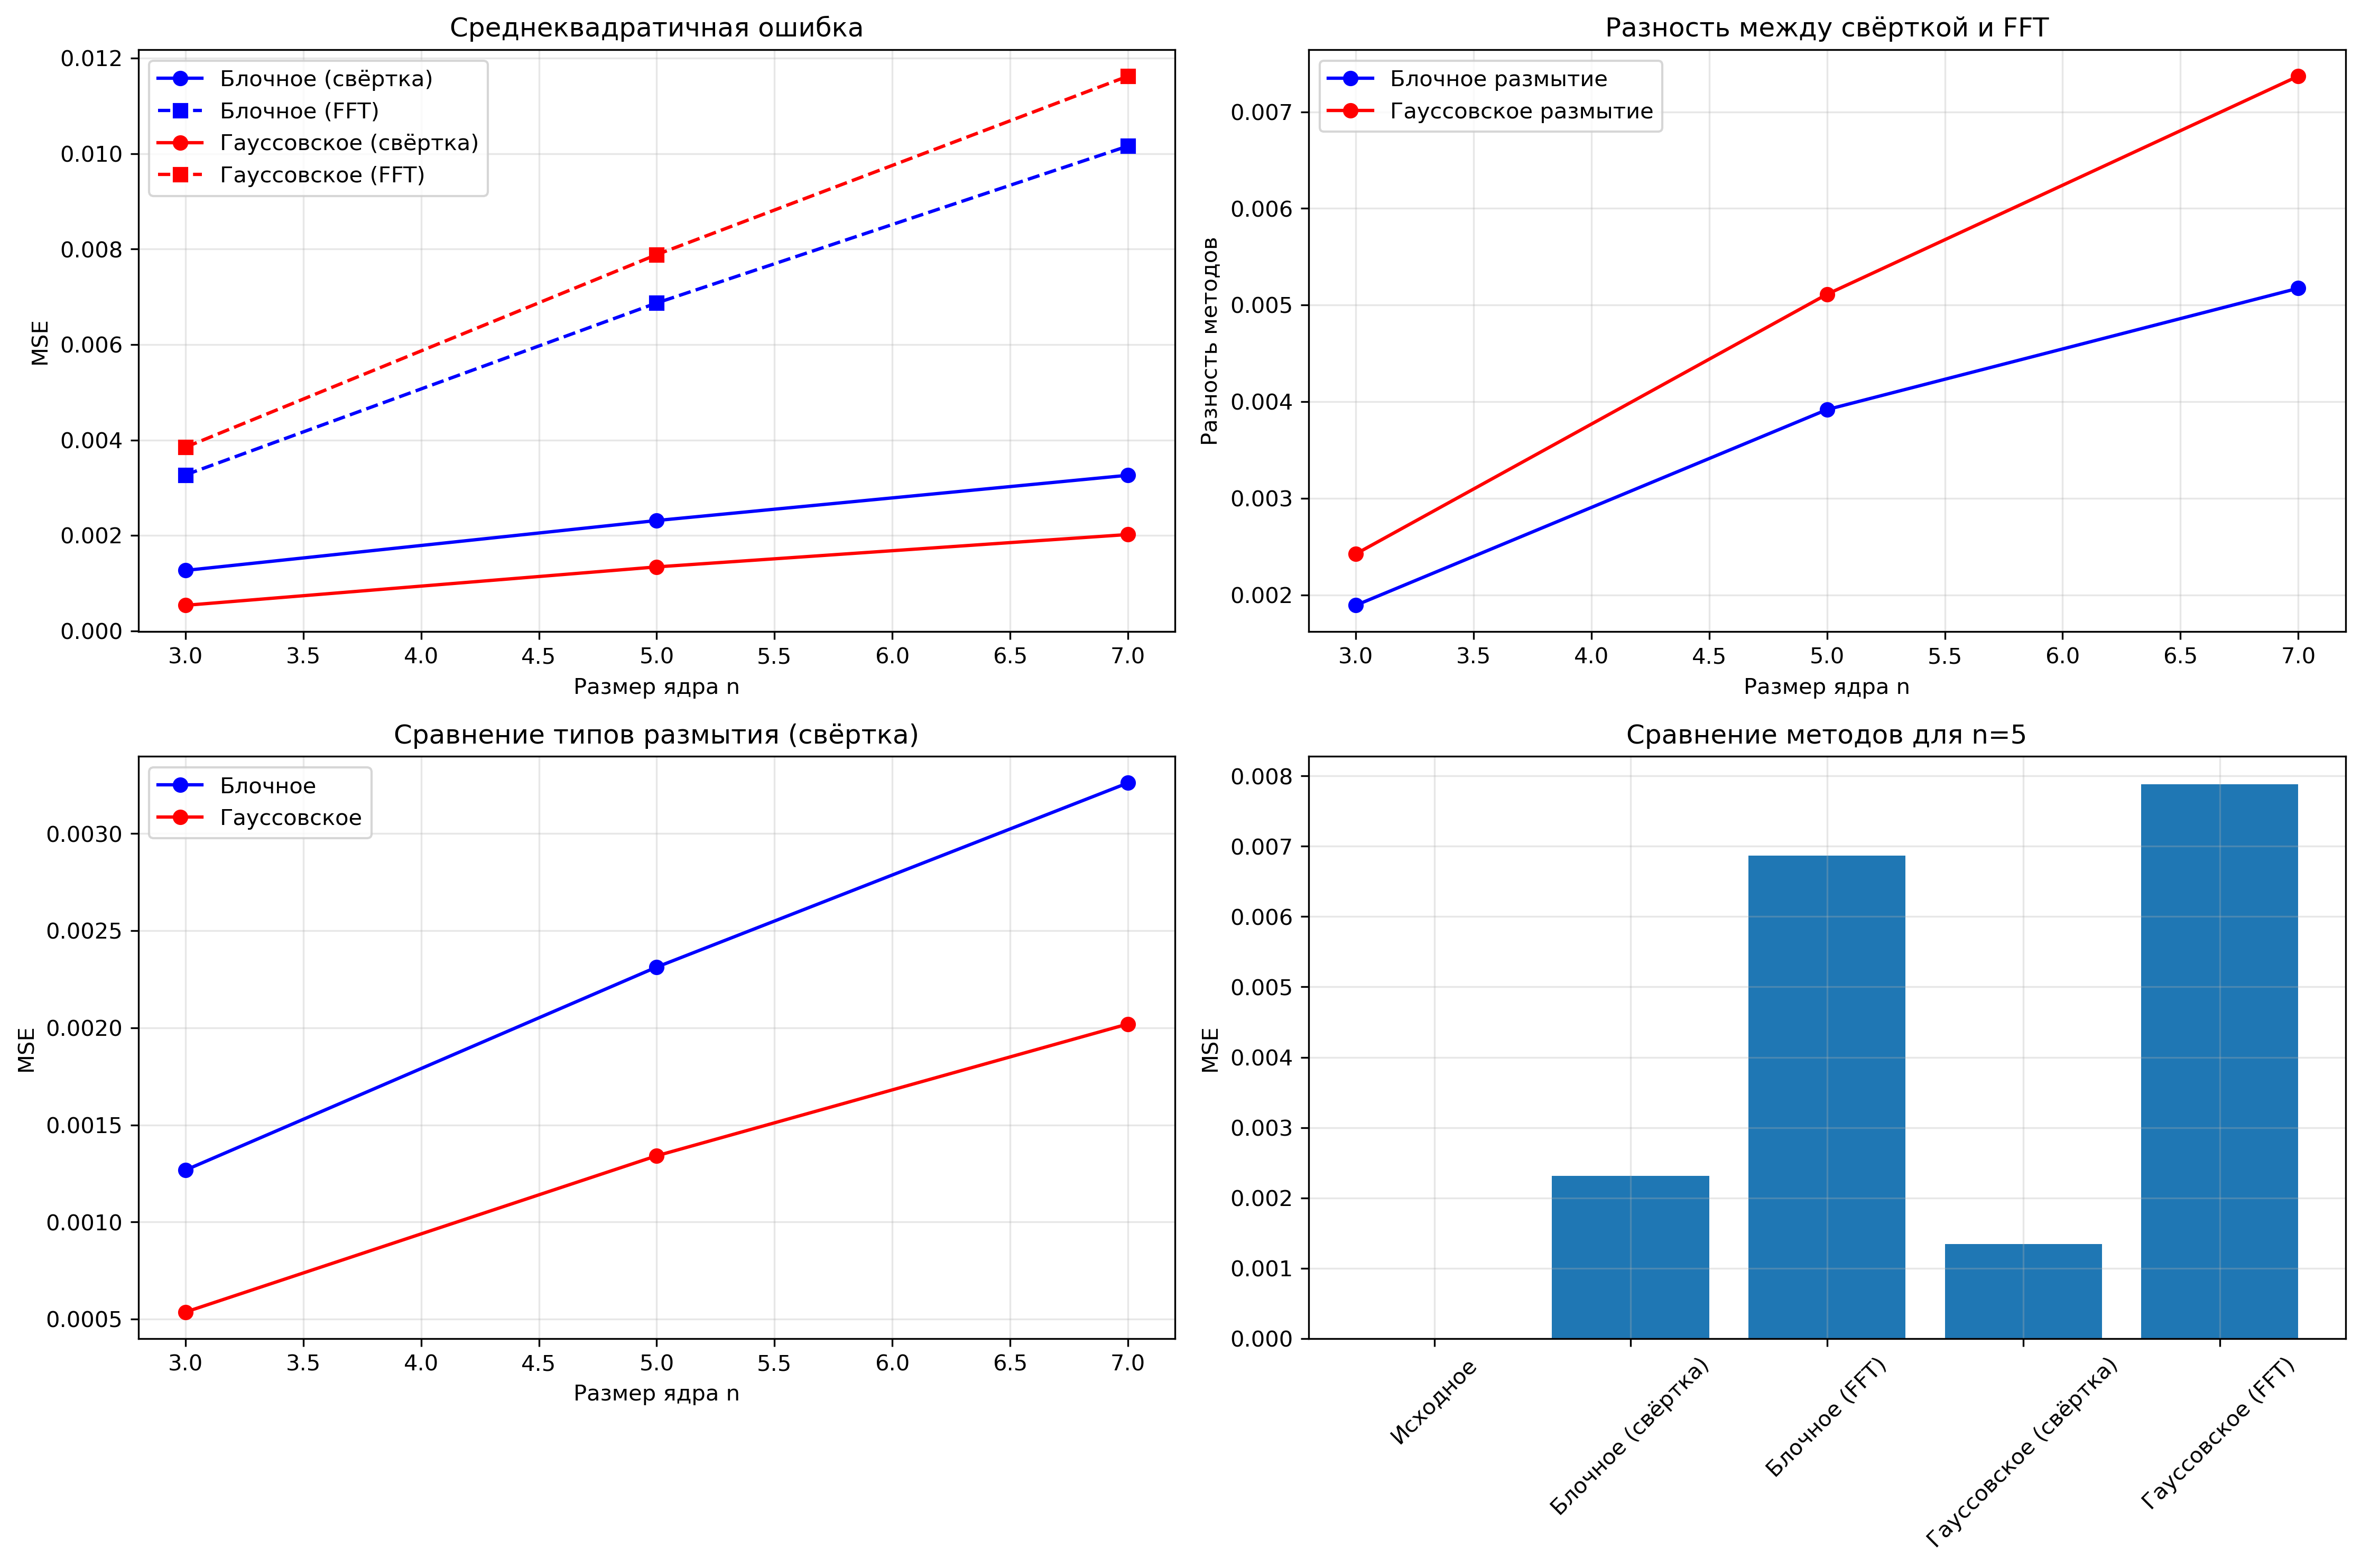 Среднеквадратичная ошибка
Блочное (свёртка)
Блочное (FFT)
Гауссовское (свёртка)
Гауссовское (FFT)
MSE
0.012
0.010
0.008
0.006
0.004
0.002
0.000
3.0 3.5 4.0 4.5 5.0 5.5 6.0 6.5 7.0
Размер ядра n
Разность между свёрткой и FFT
Блочное размытие
Гауссовское размытие
Разность методов
0.007
0.006
0.005
0.004
0.003
0.002
3.0 3.5 4.0 4.5 5.0 5.5 6.0 6.5 7.0
Размер ядра n
Сравнение типов размытия (свёртка)
Блочное
Гауссовское
MSE
0.0030
0.0025
0.0020
0.0015
0.0010
0.0005
3.0 3.5 4.0 4.5 5.0 5.5 6.0 6.5 7.0
Размер ядра n
Сравнение методов для n=5
MSE
0.008
0.007
0.006
0.005
0.004
0.003
0.002
0.001
0.000
Исходное
Блочное (свёртка)
Блочное (FFT)
Гауссовское (свёртка)
Гауссовское (FFT)